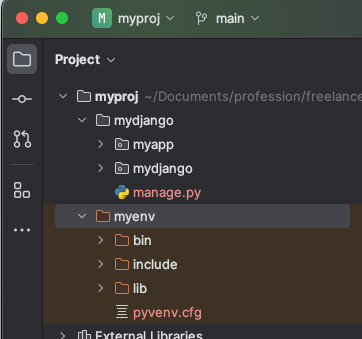 M myproj main
Project
myproj ~/Documents/profession/freelance
mydjango
myapp
mydjango
manage.py
myenv
bin
include
lib
pyvenv.cfg
External Libraries